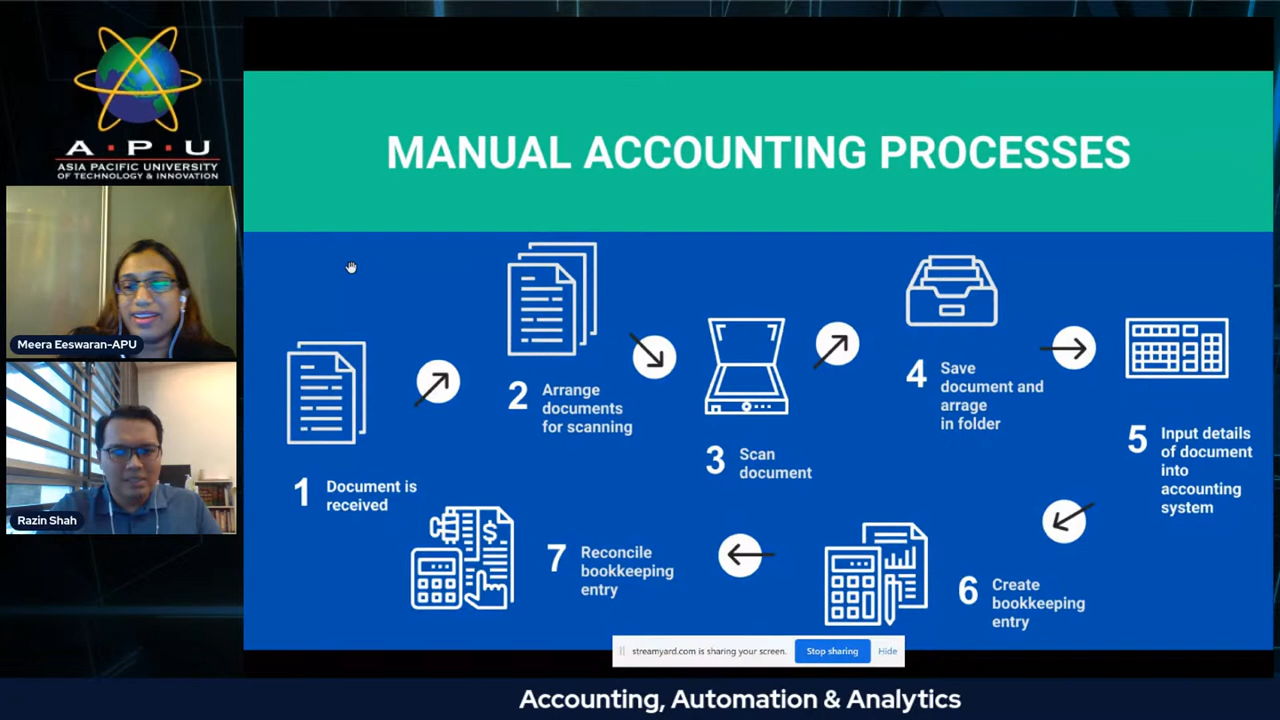 A·P·U
ASIA PACIFIC UNIVERSITY
OF TECHNOLOGY & INNOVATION
Meera Eeswaran-APU
Razin Shah
MANUAL ACCOUNTING PROCESSES
1 Document is
received
2 Arrange
documents
for scanning
3 Scan
document
4 Save
document and
arrage
in folder
5 Input details
of document
into
accounting
system
6 Create
bookkeeping
entry
7 Reconcile
bookkeeping
entry
$
streamyard.com is sharing your screen.
Stop sharing
Hide
Accounting, Automation & Analytics